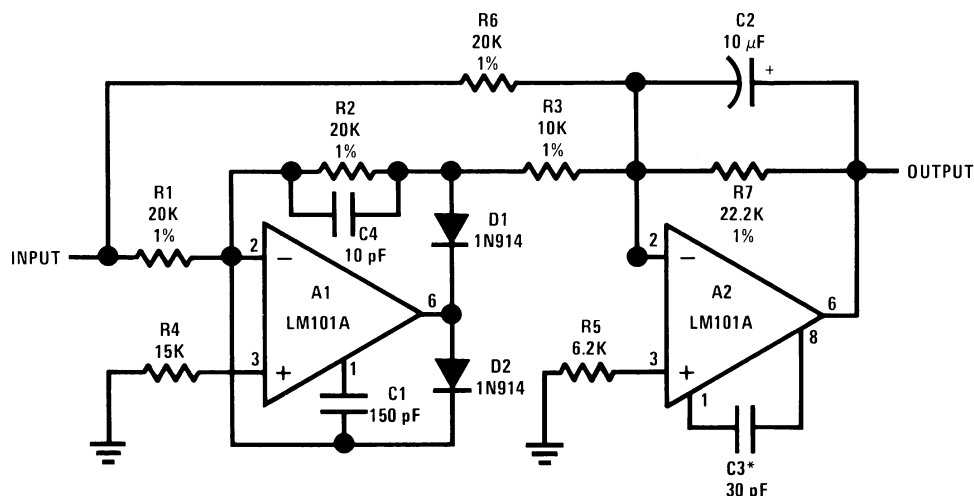 R6
20K
1%
C2
10 μF
+
R2
20K
1%
R3
10K
1%
R1
20K
1%
C4
10 pF
D1
1N914
R7
22.2K
1%
OUTPUT
INPUT
2
−
A1
LM101A
6
R4
15K
3
+
1
C1
150 pF
D2
1N914
2
−
A2
LM101A
6
8
R5
6.2K
3
+
1
C3*
30 pF